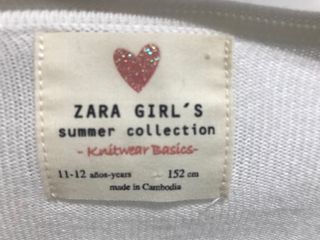 ZARA GIRL´S
summer collection
- Knitwear Basics-
11-12 años-years 152 cm
made in Cambodia